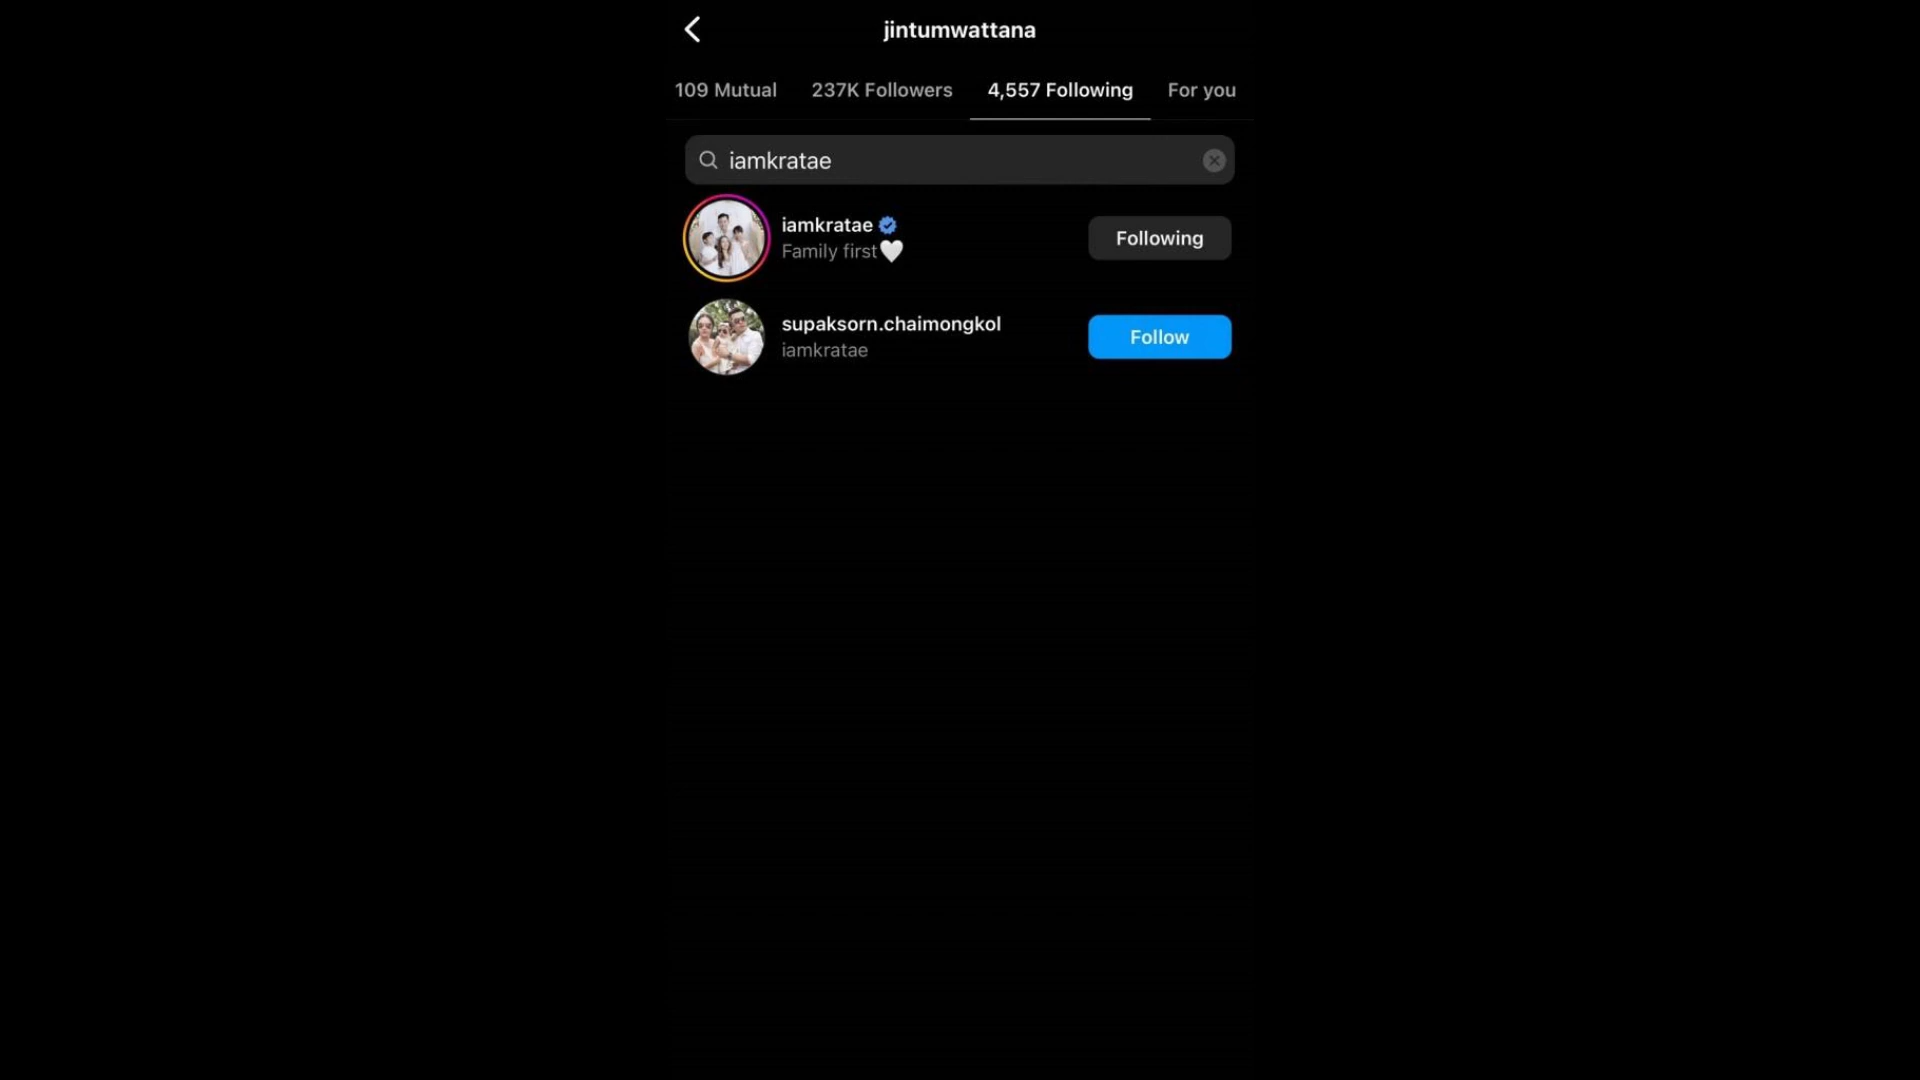 jintumwattana
109 Mutual 237K Followers 4,557 Following For you
iamkratae
iamkratae
Family first🤍
Following
supaksorn.chaimongkol
iamkratae
Follow